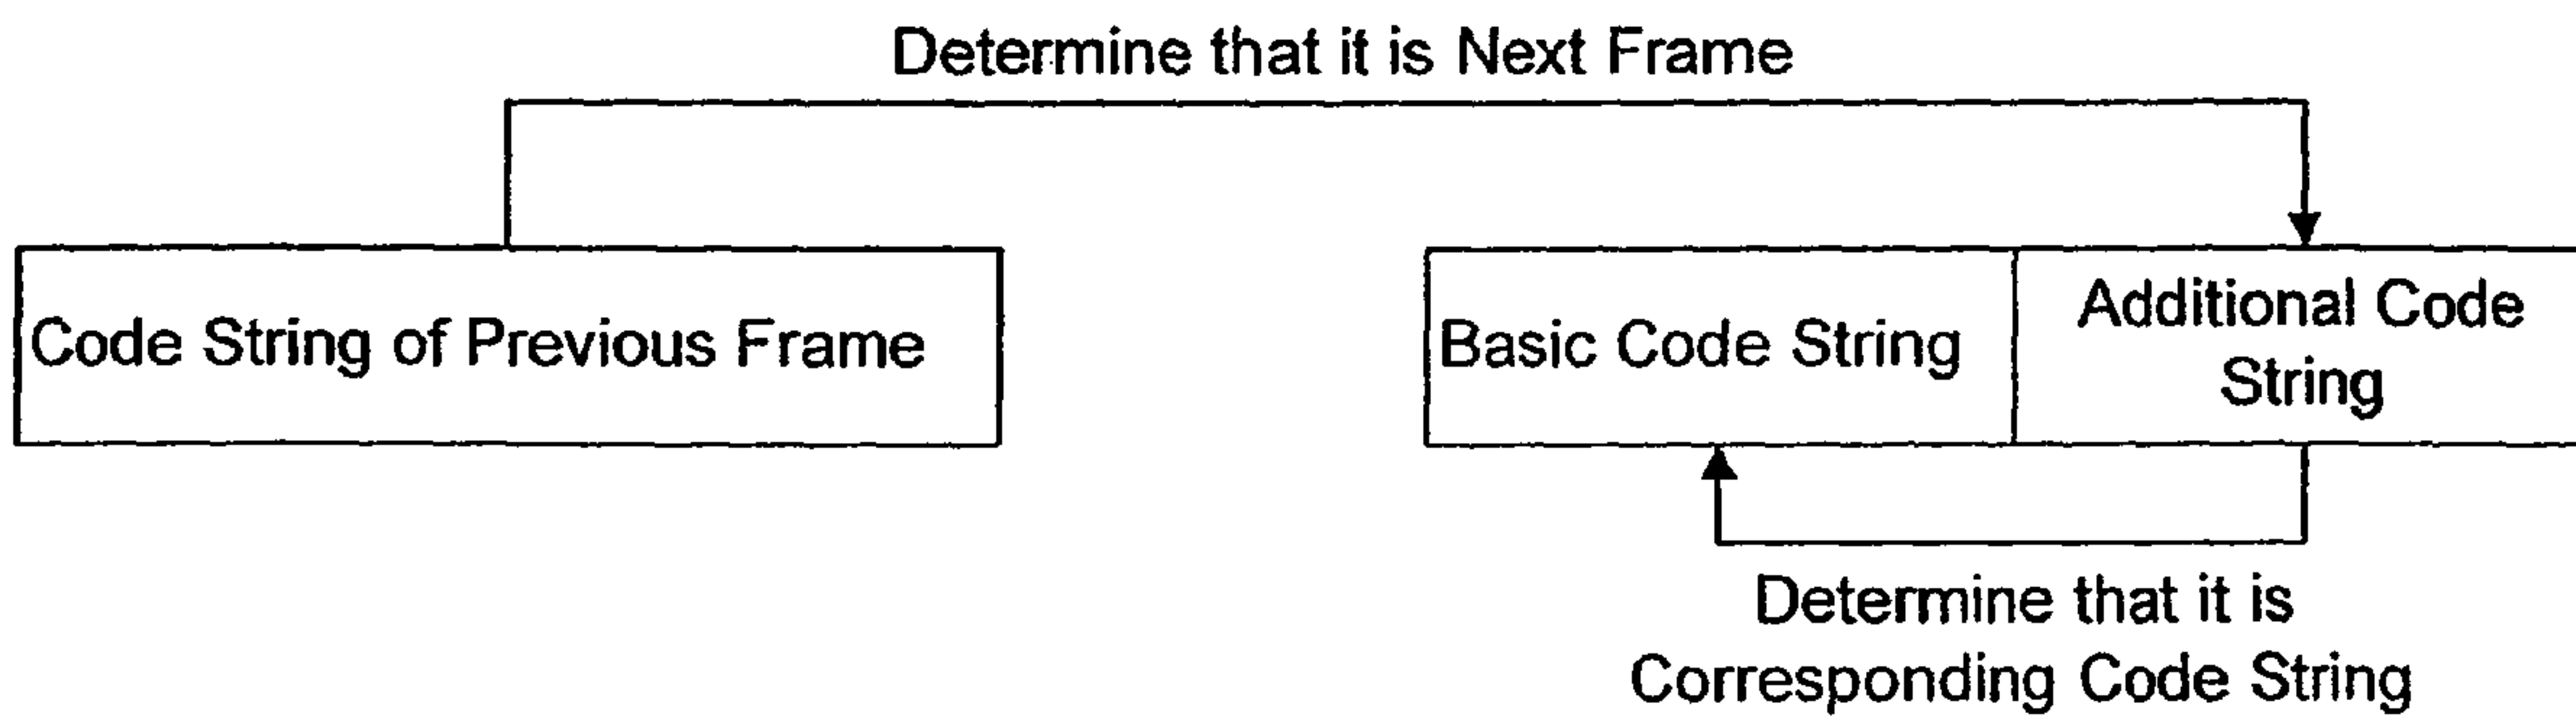 Determine that it is Next Frame
Code String of Previous Frame
Basic Code String
Additional Code
String
Determine that it is
Corresponding Code String